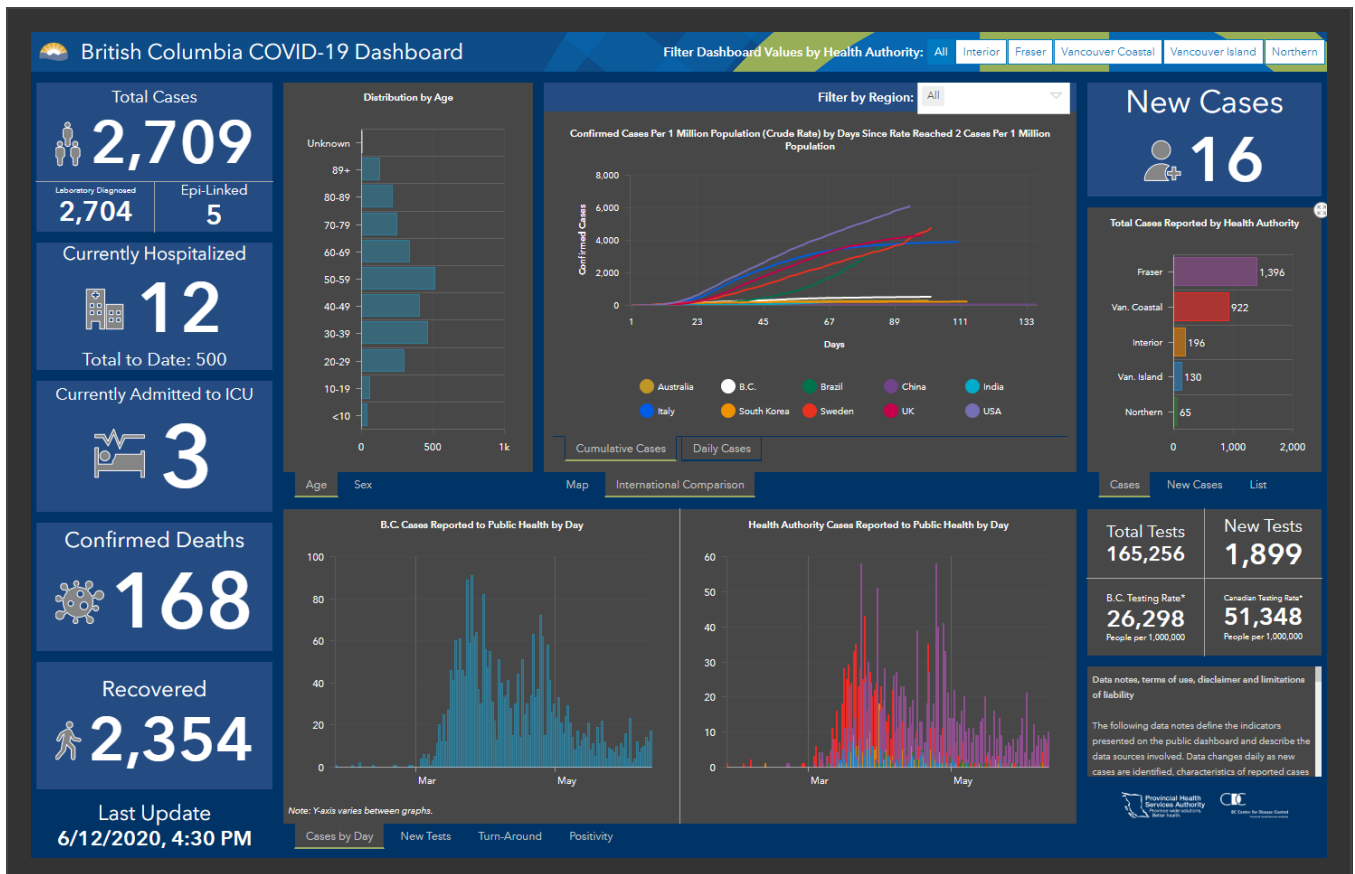 British Columbia COVID-19 Dashboard
Filter Dashboard Values by Health Authority: All Interior Fraser Vancouver Coastal Vancouver Island Northern
Total Cases
2,709
Laboratory Diagnosed
2,704
Epi-Linked
5
Currently Hospitalized
12
Total to Date: 500
Currently Admitted to ICU
3
Confirmed Deaths
168
Recovered
2,354
Last Update
6/12/2020, 4:30 PM
Distribution by Age
Unknown
89+
80-89
70-79
60-69
50-59
40-49
30-39
20-29
10-19
<10
0 500 1k
Age Sex
Filter by Region: All
Confirmed Cases Per 1 Million Population (Crude Rate) by Days Since Rate Reached 2 Cases Per 1 Million
Population
Confirmed Cases
8,000
6,000
4,000
2,000
0
1 23 45 67 89 111 133
Days
Australia B.C. Brazil China India
Italy South Korea Sweden UK USA
Cumulative Cases Daily Cases
Map International Comparison
New Cases
16
Total Cases Reported by Health Authority
Fraser 1,396
Van. Coastal 922
Interior 196
Van. Island 130
Northern 65
0 1,000 2,000
Cases New Cases List
B.C. Cases Reported to Public Health by Day
100
80
60
40
20
0
Mar May
Note: Y-axis varies between graphs.
Health Authority Cases Reported to Public Health by Day
60
50
40
30
20
10
0
Mar May
Cases by Day New Tests Turn-Around Positivity
Total Tests
165,256
New Tests
1,899
B.C. Testing Rate*
26,298
People per 1,000,000
Canadian Testing Rate*
51,348
People per 1,000,000
Data notes, terms of use, disclaimer and limitations
of liability
The following data notes define the indicators
presented on the public dashboard and describe the
data sources involved. Data changes daily as new
cases are identified, characteristics of reported cases
Provincial Health
Services Authority
Province-wide solutions.
Better health.
BC Centre for Disease Control